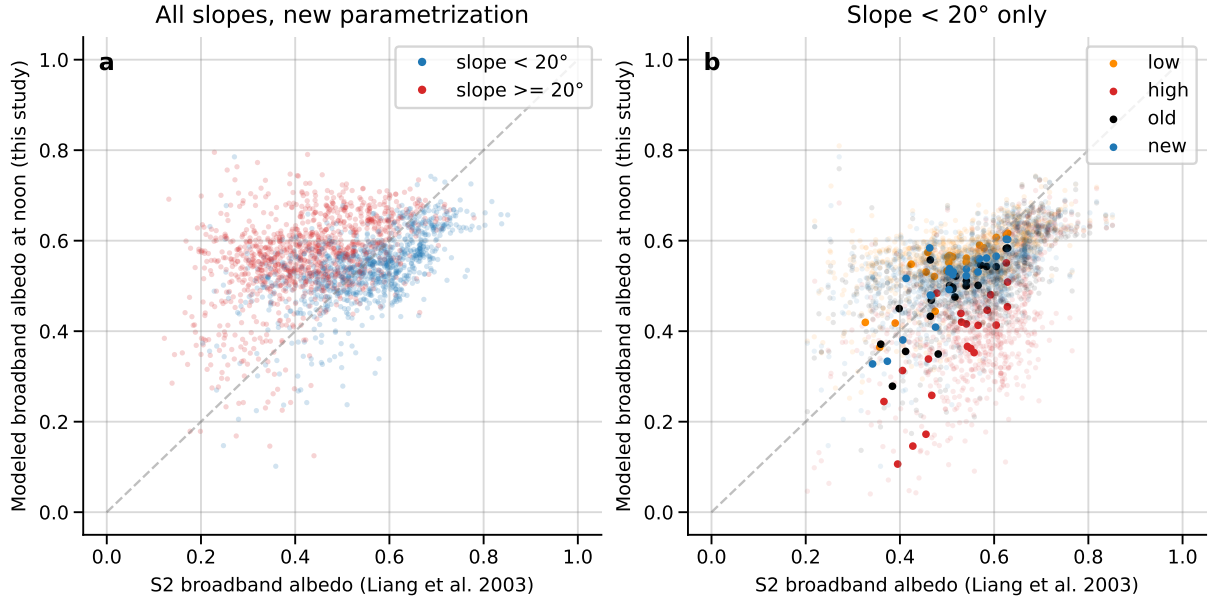 All slopes, new parametrization
a
slope < 20°
slope >= 20°
Modeled broadband albedo at noon (this study)
1.0
0.8
0.6
0.4
0.2
0.0
0.0 0.2 0.4 0.6 0.8 1.0
S2 broadband albedo (Liang et al. 2003)
Slope < 20° only
b
low
high
old
new
Modeled broadband albedo at noon (this study)
1.0
0.8
0.6
0.4
0.2
0.0
0.0 0.2 0.4 0.6 0.8 1.0
S2 broadband albedo (Liang et al. 2003)